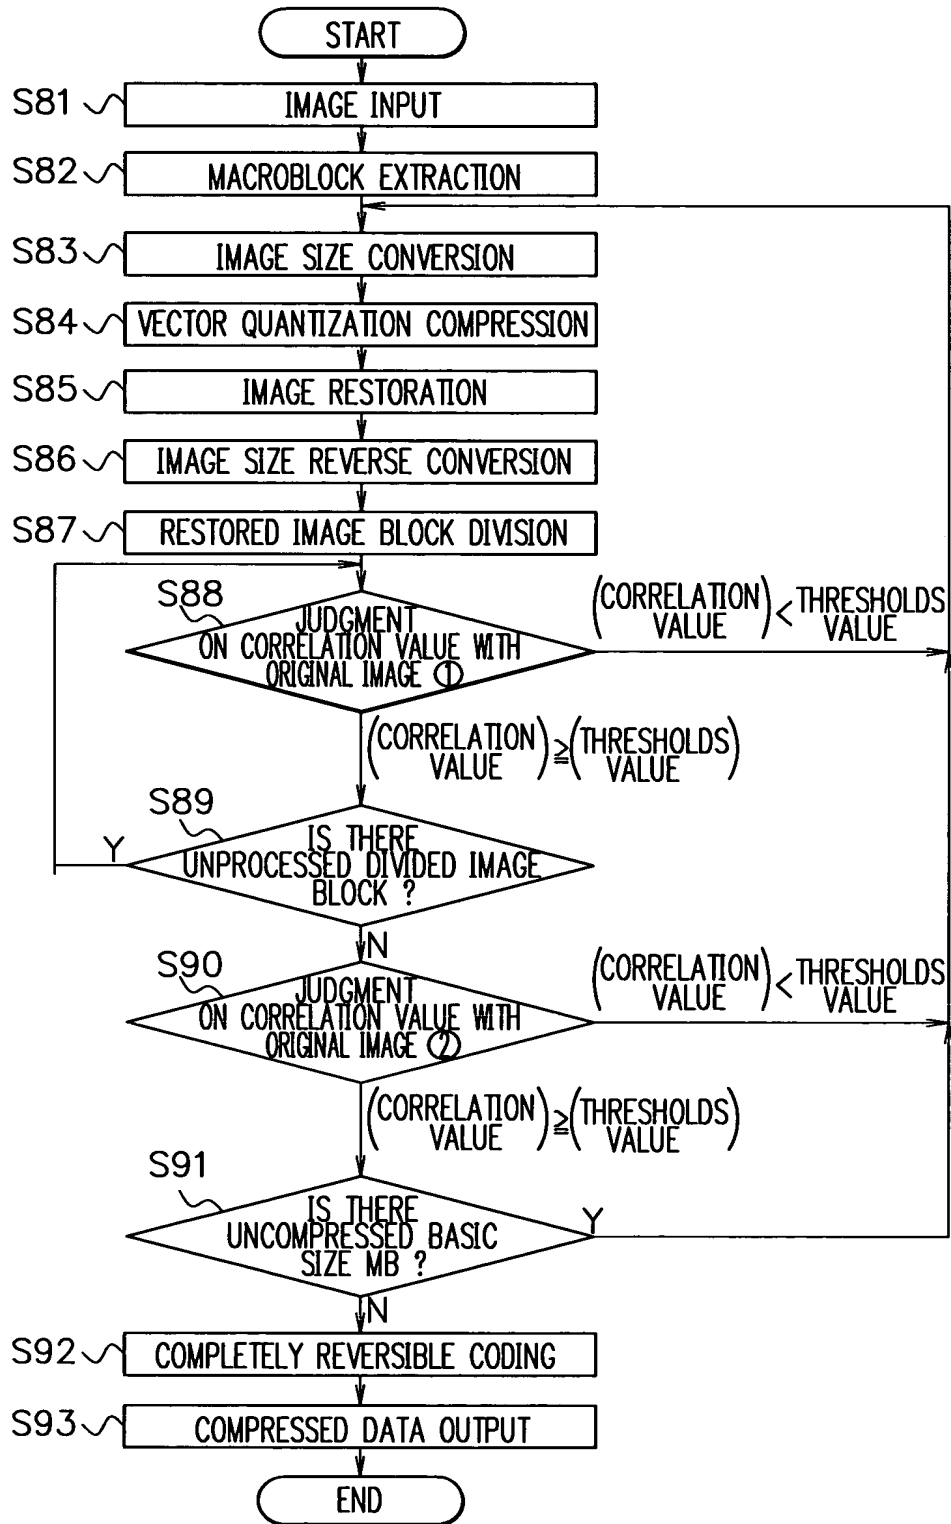 START
S81
IMAGE INPUT
S82
MACROBLOCK EXTRACTION
S83
IMAGE SIZE CONVERSION
S84
VECTOR QUANTIZATION COMPRESSION
S85
IMAGE RESTORATION
S86
IMAGE SIZE REVERSE CONVERSION
S87
RESTORED IMAGE BLOCK DIVISION
S88
JUDGMENT
ON CORRELATION VALUE WITH
ORIGINAL IMAGE ①
(CORRELATION VALUE) < THRESHOLDS VALUE
(CORRELATION VALUE) ≧ (THRESHOLDS VALUE)
S89
IS THERE
UNPROCESSED DIVIDED IMAGE
BLOCK ?
Y
N
S90
JUDGMENT
ON CORRELATION VALUE WITH
ORIGINAL IMAGE ②
(CORRELATION VALUE) < THRESHOLDS VALUE
(CORRELATION VALUE) ≧ (THRESHOLDS VALUE)
S91
IS THERE
UNCOMPRESSED BASIC
SIZE MB ?
Y
N
S92
COMPLETELY REVERSIBLE CODING
S93
COMPRESSED DATA OUTPUT
END